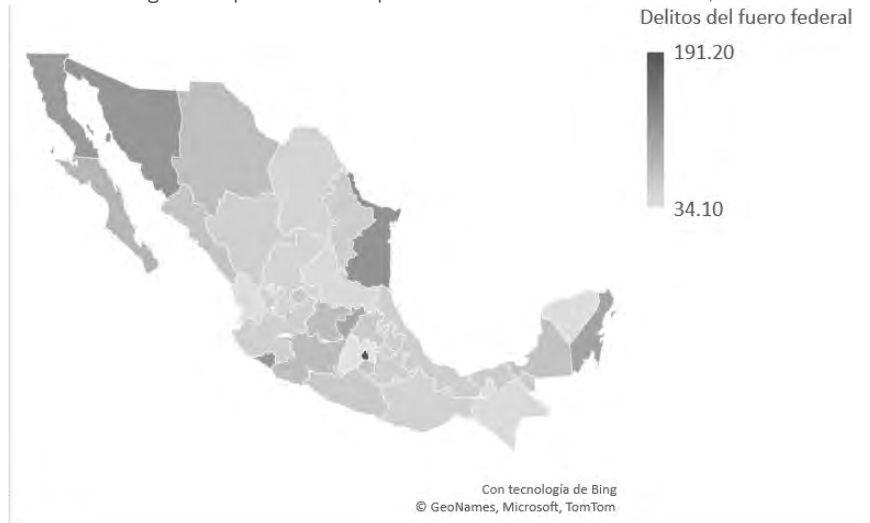 Delitos del fuero federal
191.20
34.10
Con tecnología de Bing
© GeoNames, Microsoft, TomTom